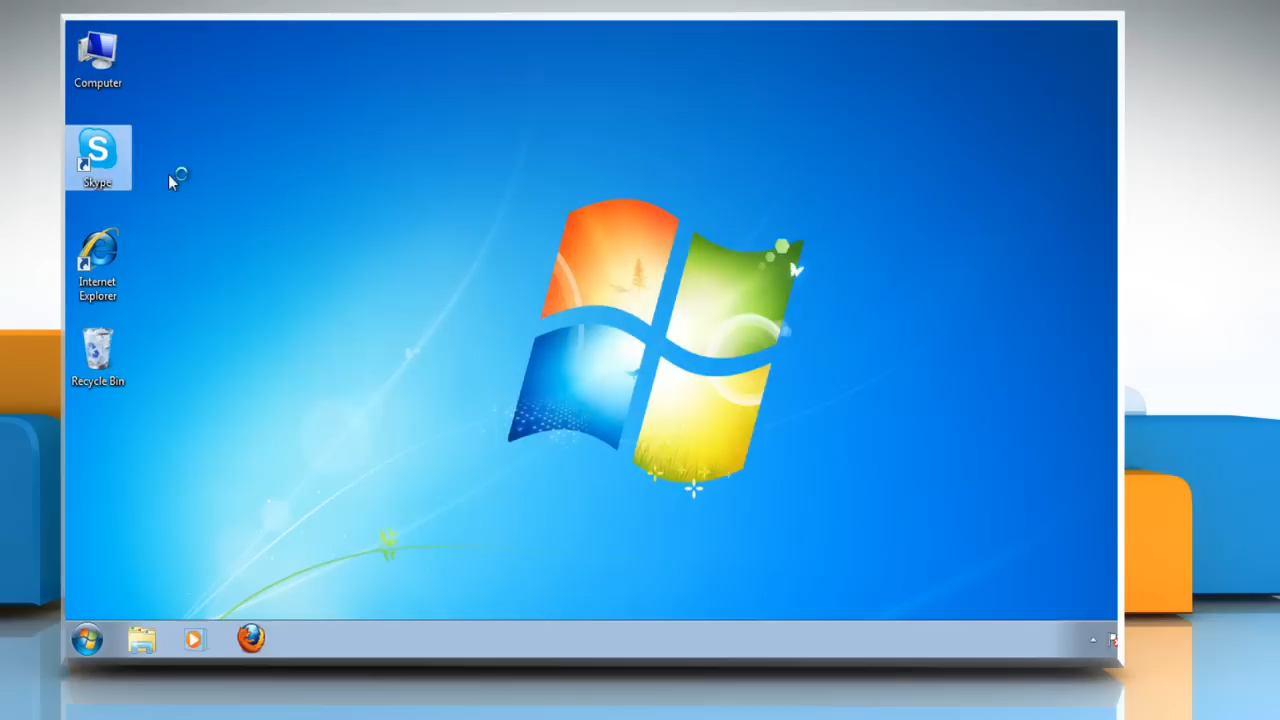 Computer
S
Skype
Internet
Explorer
Recycle Bin